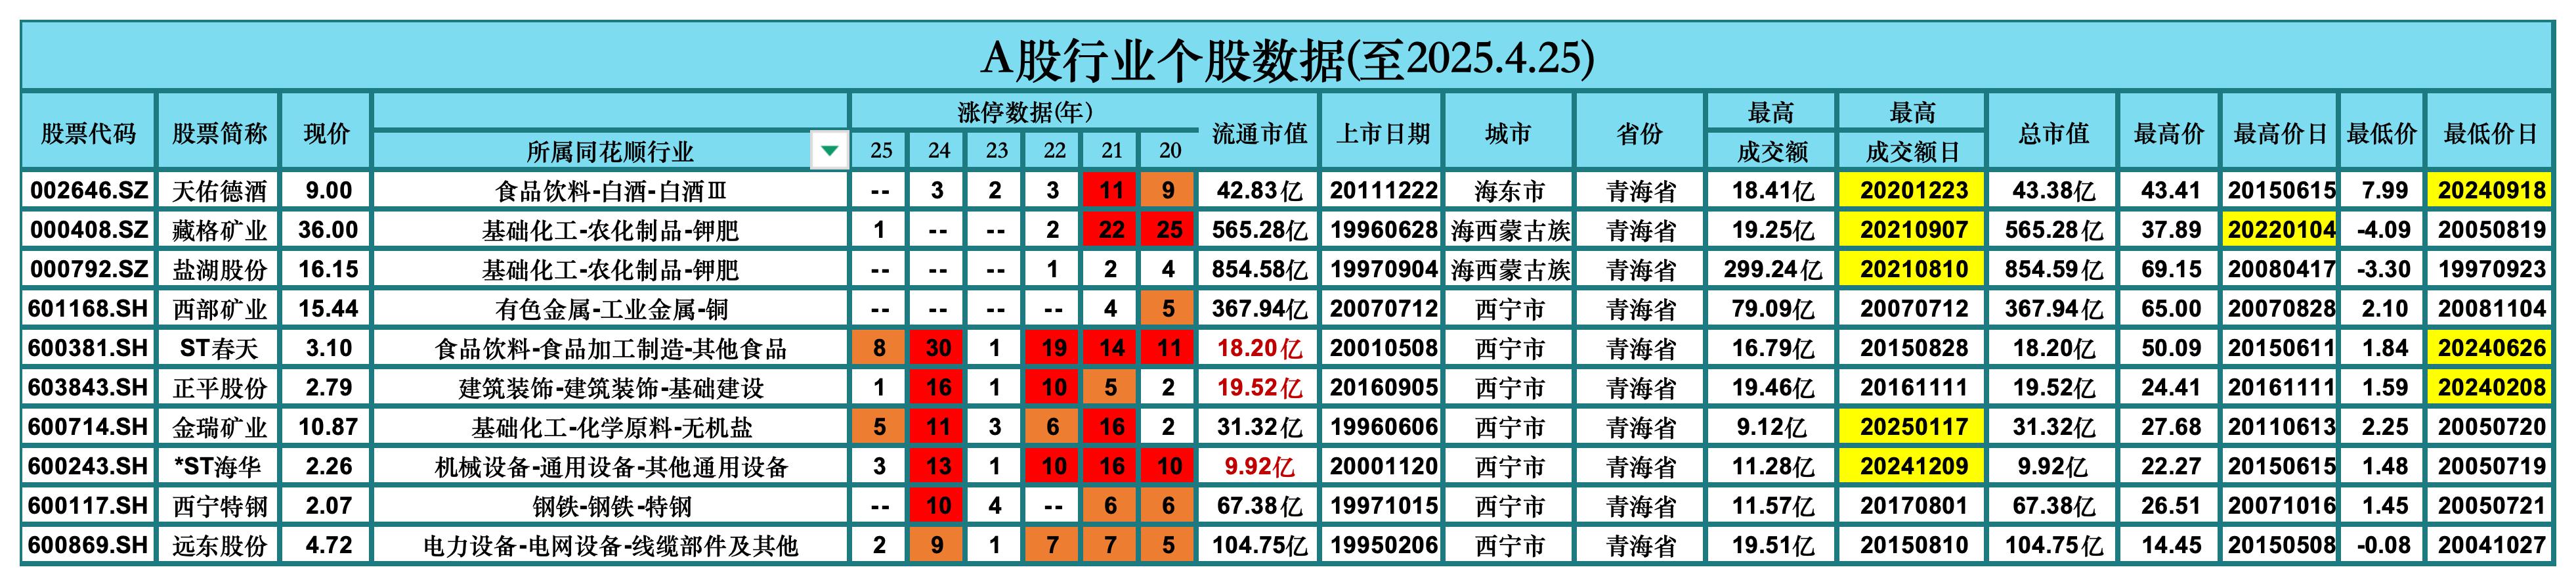 A股行业个股数据(至2025.4.25)
股票代码 股票简称 现价 所属同花顺行业 涨停数据(年) 25 24 23 22 21 20 流通市值 上市日期 城市 省份 最高成交额 最高成交额日 总市值 最高价 最高价日 最低价 最低价日
002646.SZ 天佑德酒 9.00 食品饮料-白酒-白酒Ⅲ -- 3 2 3 11 9 42.83亿 20111222 海东市 青海省 18.41亿 20201223 43.38亿 43.41 20150615 7.99 20240918
000408.SZ 藏格矿业 36.00 基础化工-农化制品-钾肥 1 -- -- 2 22 25 565.28亿 19960628 海西蒙古族 青海省 19.25亿 20210907 565.28亿 37.89 20220104 -4.09 20050819
000792.SZ 盐湖股份 16.15 基础化工-农化制品-钾肥 -- -- -- 1 2 4 854.58亿 19970904 海西蒙古族 青海省 299.24亿 20210810 854.59亿 69.15 20080417 -3.30 19970923
601168.SH 西部矿业 15.44 有色金属-工业金属-铜 -- -- -- -- 4 5 367.94亿 20070712 西宁市 青海省 79.09亿 20070712 367.94亿 65.00 20070828 2.10 20081104
600381.SH ST春天 3.10 食品饮料-食品加工制造-其他食品 8 30 1 19 14 11 18.20亿 20010508 西宁市 青海省 16.79亿 20150828 18.20亿 50.09 20150611 1.84 20240626
603843.SH 正平股份 2.79 建筑装饰-建筑装饰-基础建设 1 16 1 10 5 2 19.52亿 20160905 西宁市 青海省 19.46亿 20161111 19.52亿 24.41 20161111 1.59 20240208
600714.SH 金瑞矿业 10.87 基础化工-化学原料-无机盐 5 11 3 6 16 2 31.32亿 19960606 西宁市 青海省 9.12亿 20250117 31.32亿 27.68 20110613 2.25 20050720
600243.SH *ST海华 2.26 机械设备-通用设备-其他通用设备 3 13 1 10 16 10 9.92亿 20001120 西宁市 青海省 11.28亿 20241209 9.92亿 22.27 20150615 1.48 20050719
600117.SH 西宁特钢 2.07 钢铁-钢铁-特钢 -- 10 4 -- 6 6 67.38亿 19971015 西宁市 青海省 11.57亿 20170801 67.38亿 26.51 20071016 1.45 20050721
600869.SH 远东股份 4.72 电力设备-电网设备-线缆部件及其他 2 9 1 7 7 5 104.75亿 19950206 西宁市 青海省 19.51亿 20150810 104.75亿 14.45 20150508 -0.08 20041027